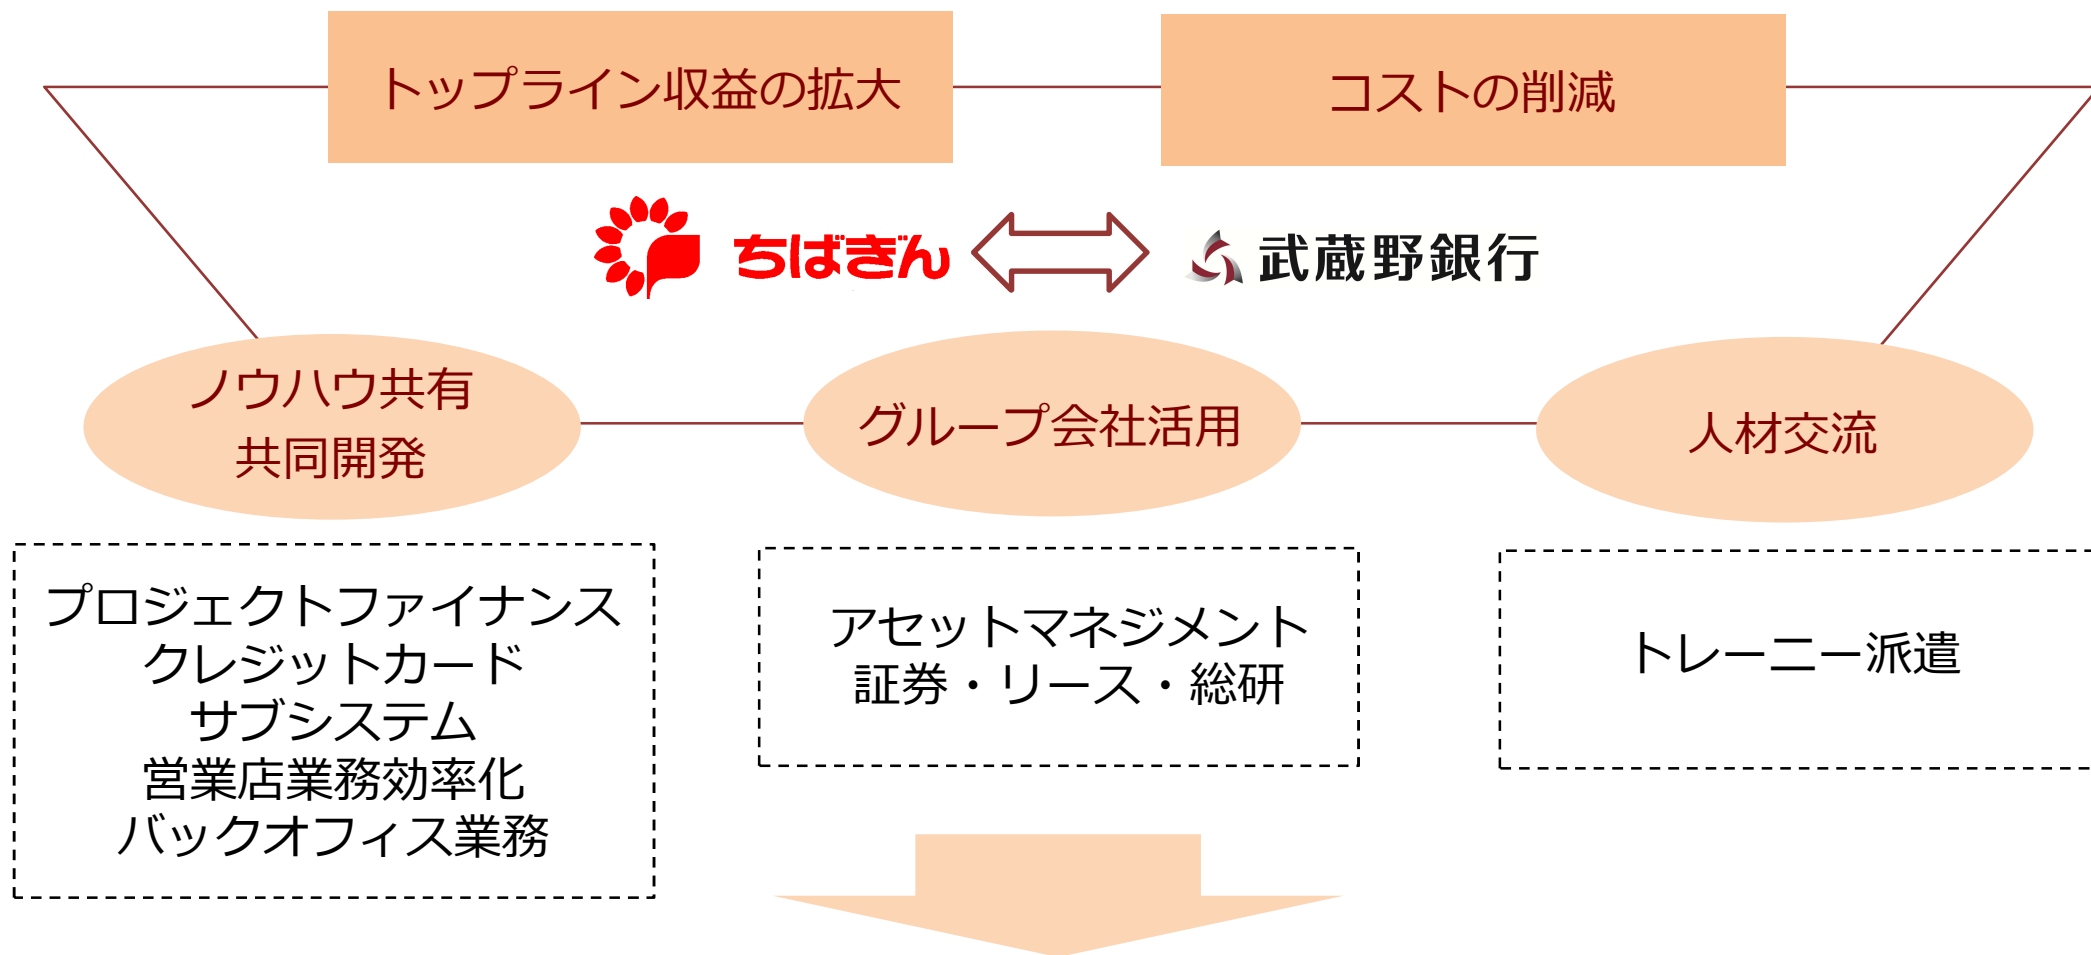 トップライン収益の拡大
コストの削減
ちばぎん
武蔵野銀行
ノウハウ共有
共同開発
グループ会社活用
人材交流
プロジェクトファイナンス
クレジットカード
サブシステム
営業店業務効率化
バックオフィス業務
アセットマネジメント
証券・リース・総研
トレーニー派遣